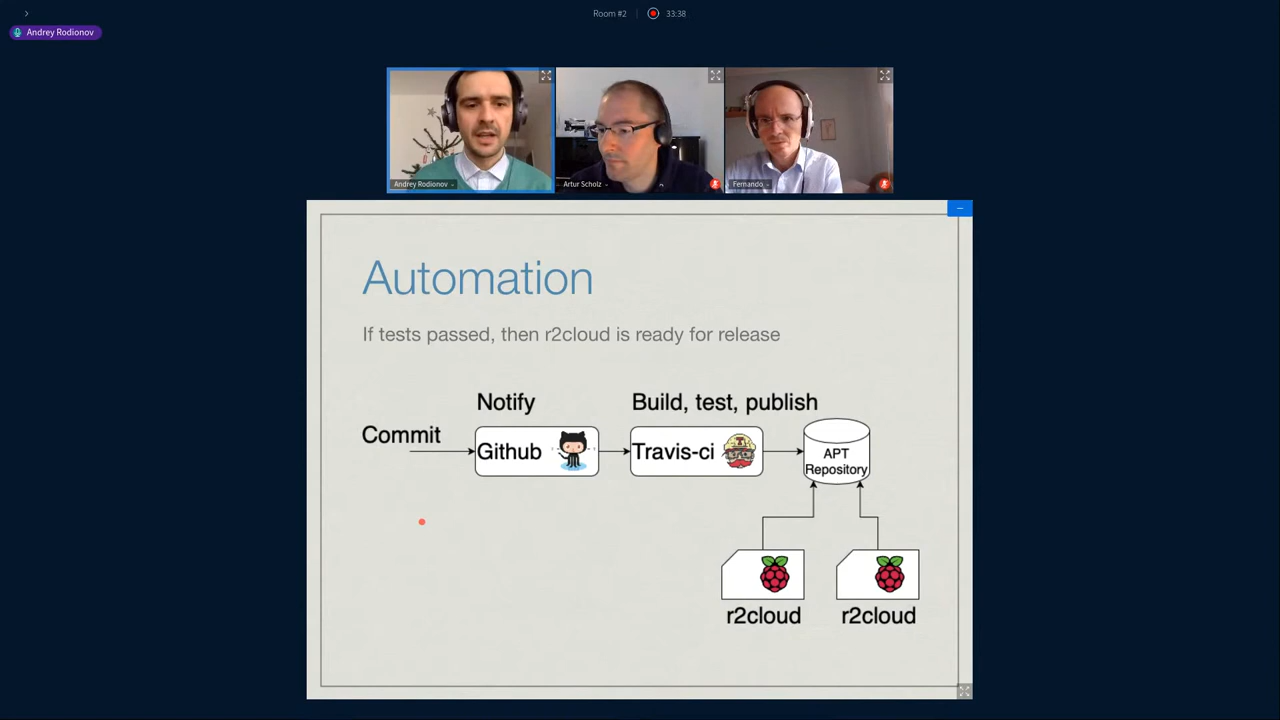 Room #2
33:38
Andrey Rodionov
Andrey Rodionov
Artur Scholz
Fernando
Automation
If tests passed, then r2cloud is ready for release
Notify
Build, test, publish
Commit
Github
Travis-ci
APT
Repository
r2cloud
r2cloud